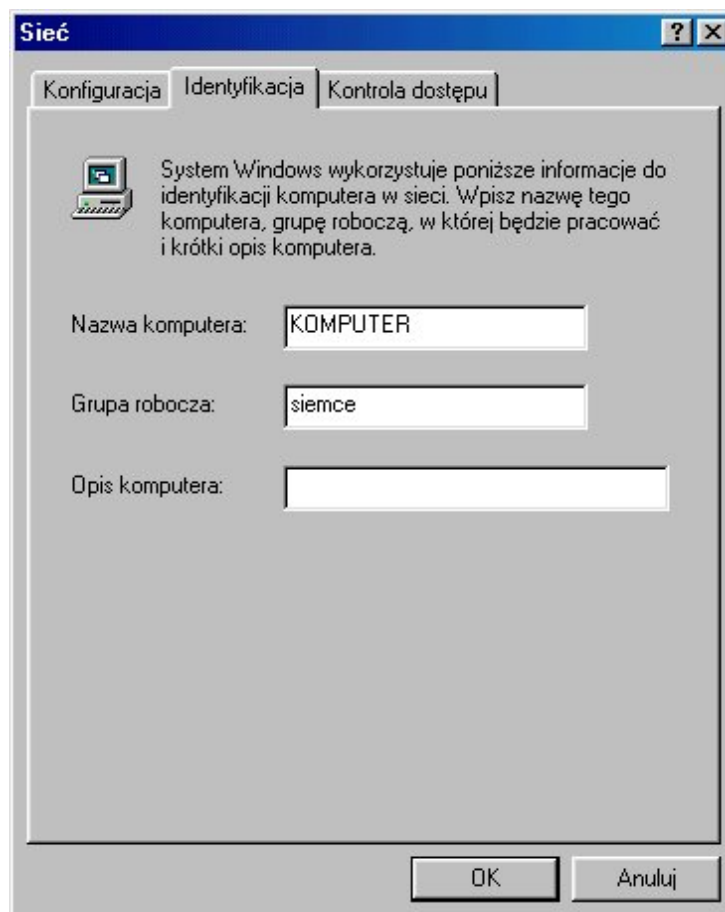 Sieć
Konfiguracja Identyfikacja Kontrola dostępu
System Windows wykorzystuje poniższe informacje do
identyfikacji komputera w sieci. Wpisz nazwę tego
komputera, grupę roboczą, w której będzie pracować
i krótki opis komputera.
Nazwa komputera: KOMPUTER
Grupa robocza: siemce
Opis komputera:
OK Anuluj